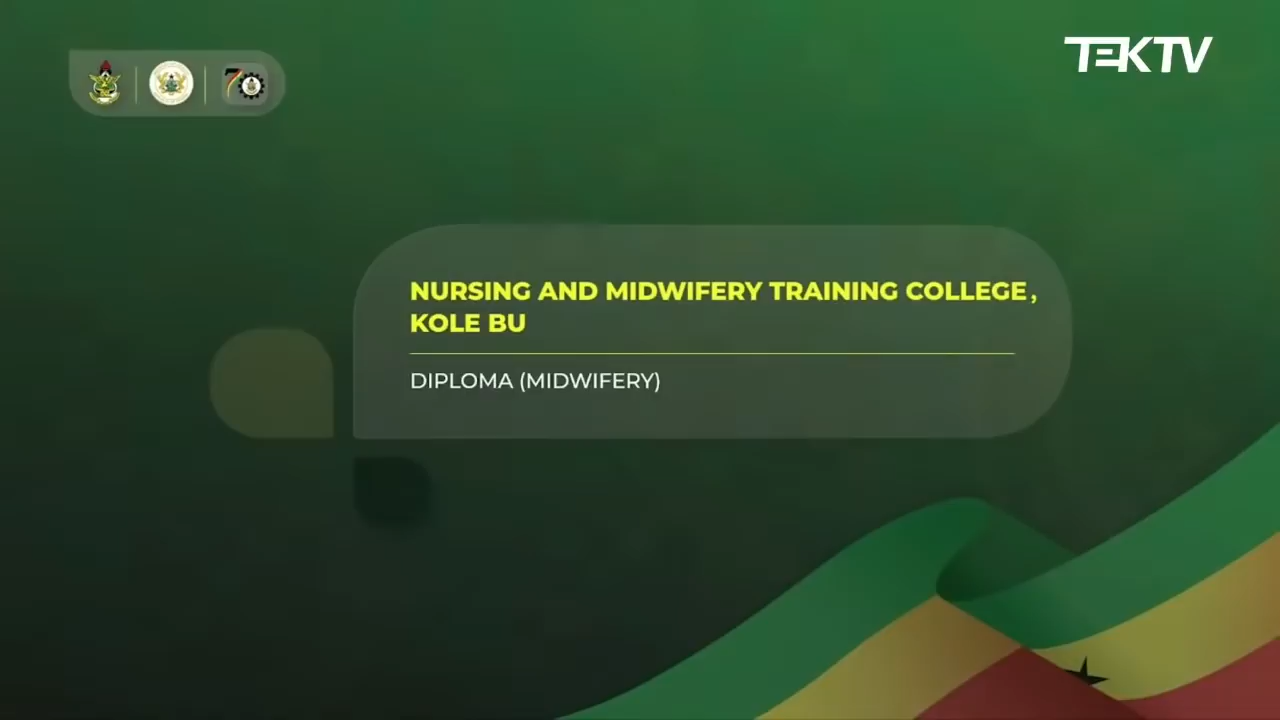 TEKTV
NURSING AND MIDWIFERY TRAINING COLLEGE,
KOLE BU
DIPLOMA (MIDWIFERY)